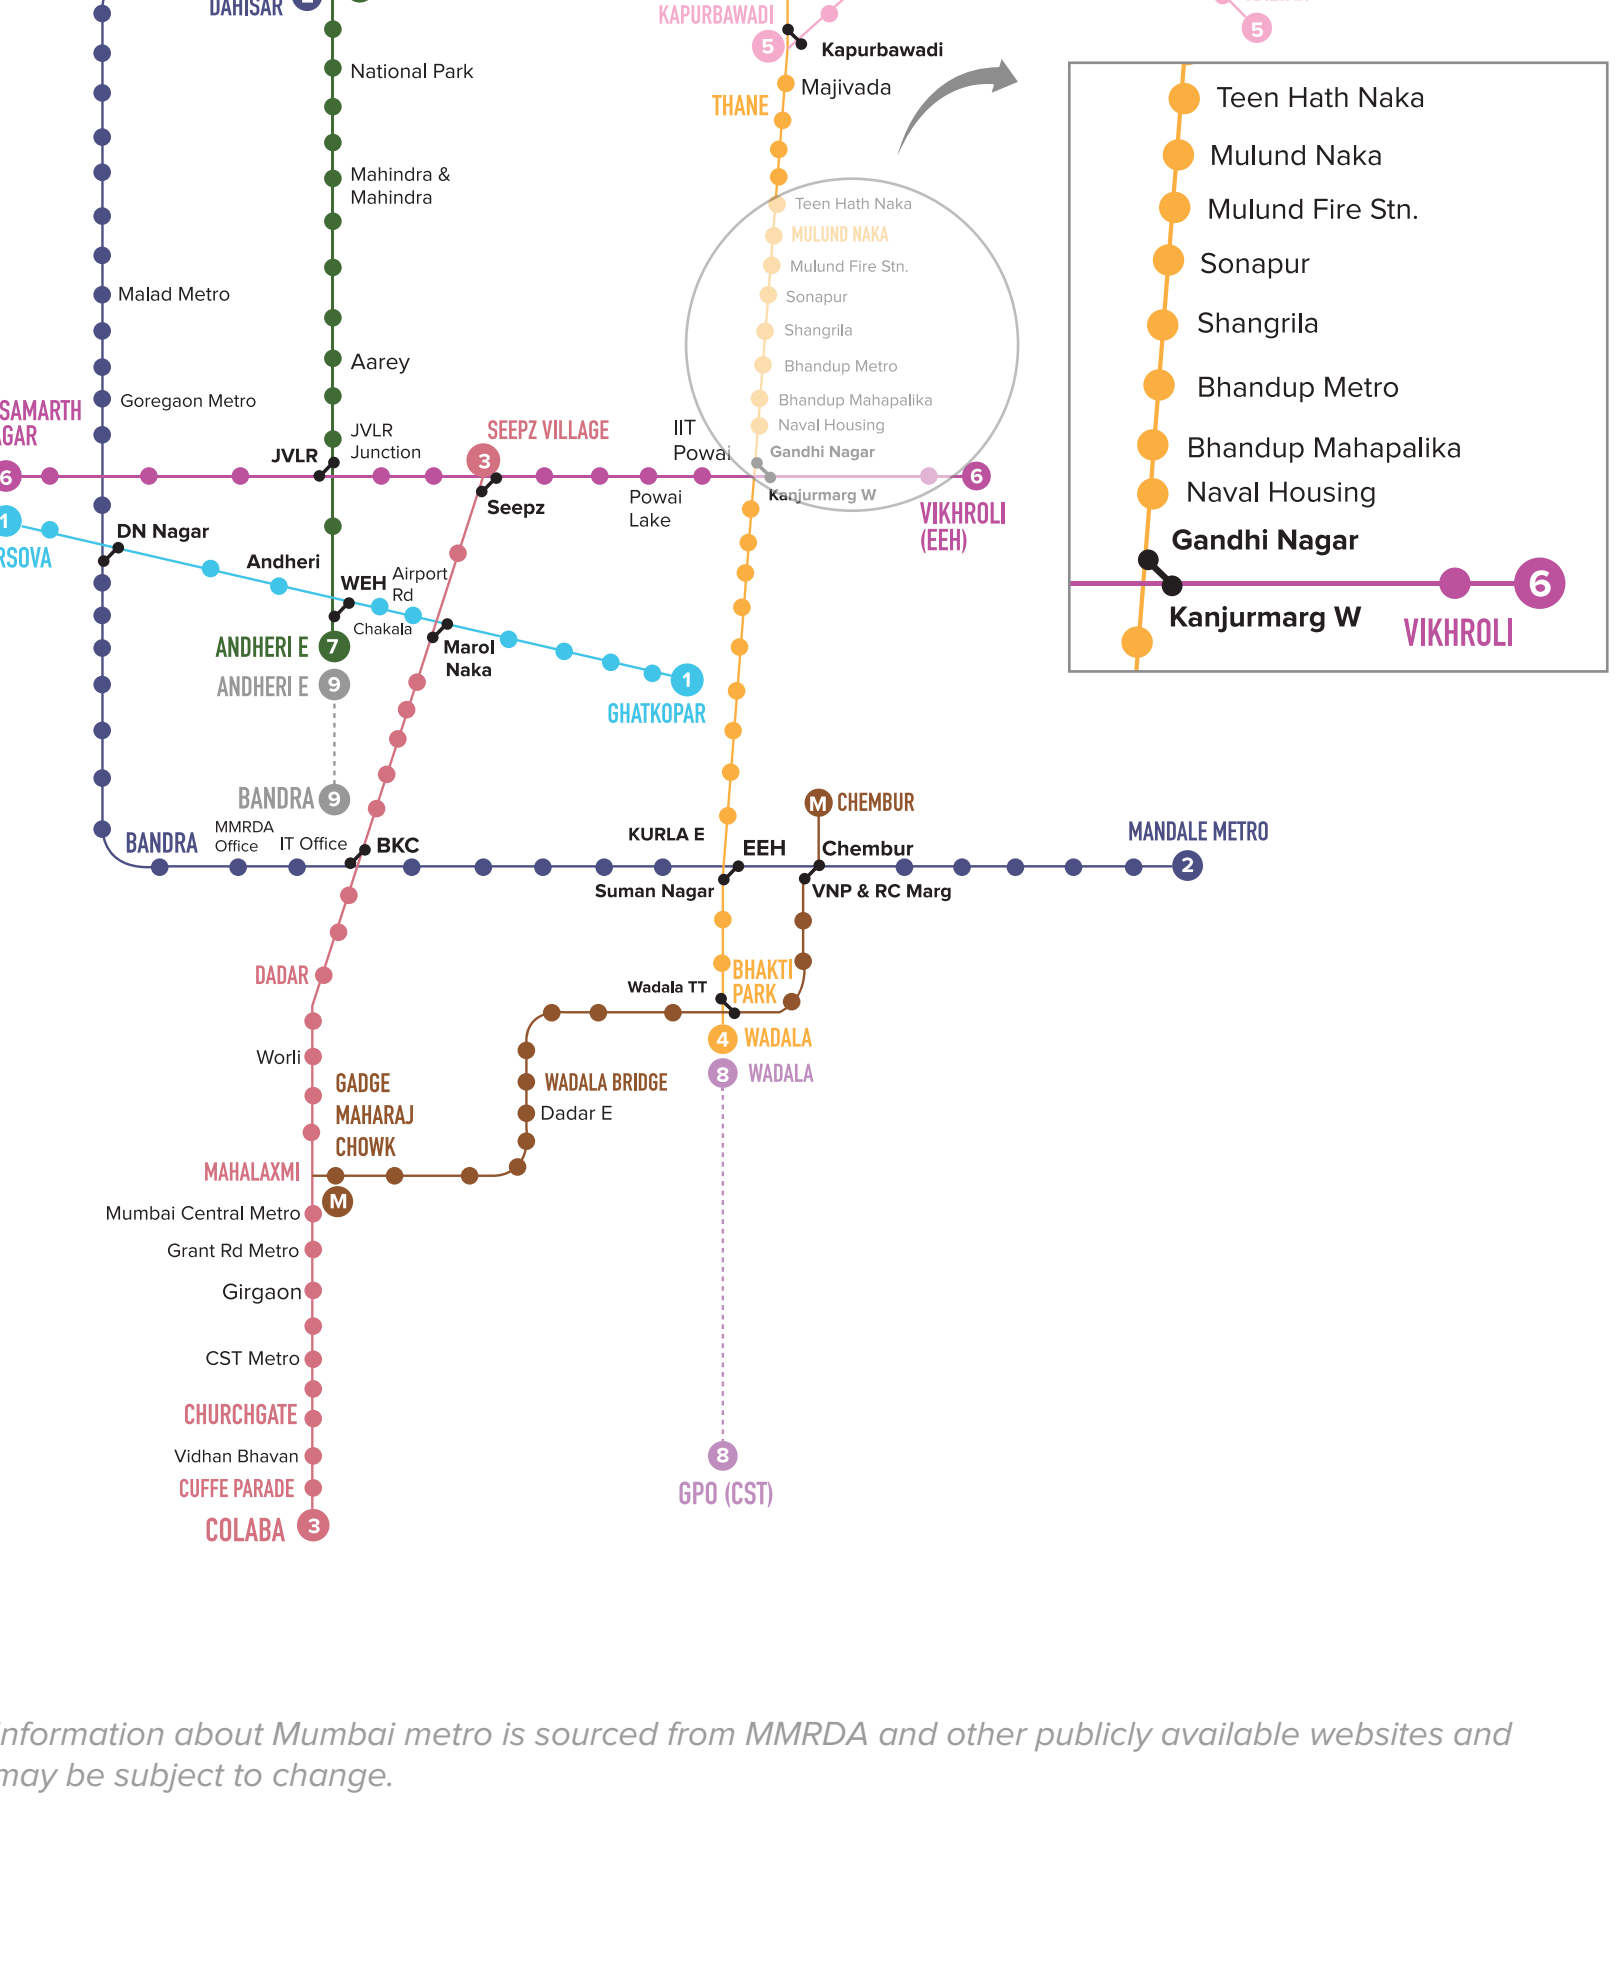 DAHISAR
KAPURBAWADI
5
5
Kapurbawadi
National Park
Majivada
THANE
Mahindra &
Mahindra
Teen Hath Naka
MULUND NAKA
Mulund Fire Stn.
Sonapur
Shangrila
Bhandup Metro
Bhandup Mahapalika
Naval Housing
Gandhi Nagar
Kanjurmarg W
Teen Hath Naka
Mulund Naka
Mulund Fire Stn.
Sonapur
Shangrila
Bhandup Metro
Bhandup Mahapalika
Naval Housing
Gandhi Nagar
6
Kanjurmarg W
VIKHROLI
Malad Metro
Aarey
Goregaon Metro
SAMARTH
AGAR
6
JVLR
JVLR
Junction
SEEPZ VILLAGE
3
Seepz
IIT
Powai
Powai
Lake
6
VIKHROLI
(EEH)
1
RSOVA
DN Nagar
Andheri
WEH
Airport
Rd
Chakala
Marol
Naka
ANDHERI E
7
ANDHERI E
9
1
GHATKOPAR
BANDRA
9
M
CHEMBUR
BANDRA
MMRDA
Office
IT Office
BKC
KURLA E
EEH
Chembur
MANDALE METRO
2
Suman Nagar
VNP & RC Marg
DADAR
BHAKTI
PARK
Wadala TT
4
WADALA
8
WADALA
Worli
GADGE
MAHARAJ
CHOWK
WADALA BRIDGE
Dadar E
MAHALAXMI
M
Mumbai Central Metro
Grant Rd Metro
Girgaon
CST Metro
CHURCHGATE
Vidhan Bhavan
CUFFE PARADE
COLABA
3
8
GPO (CST)
nformation about Mumbai metro is sourced from MMRDA and other publicly available websites and
may be subject to change.